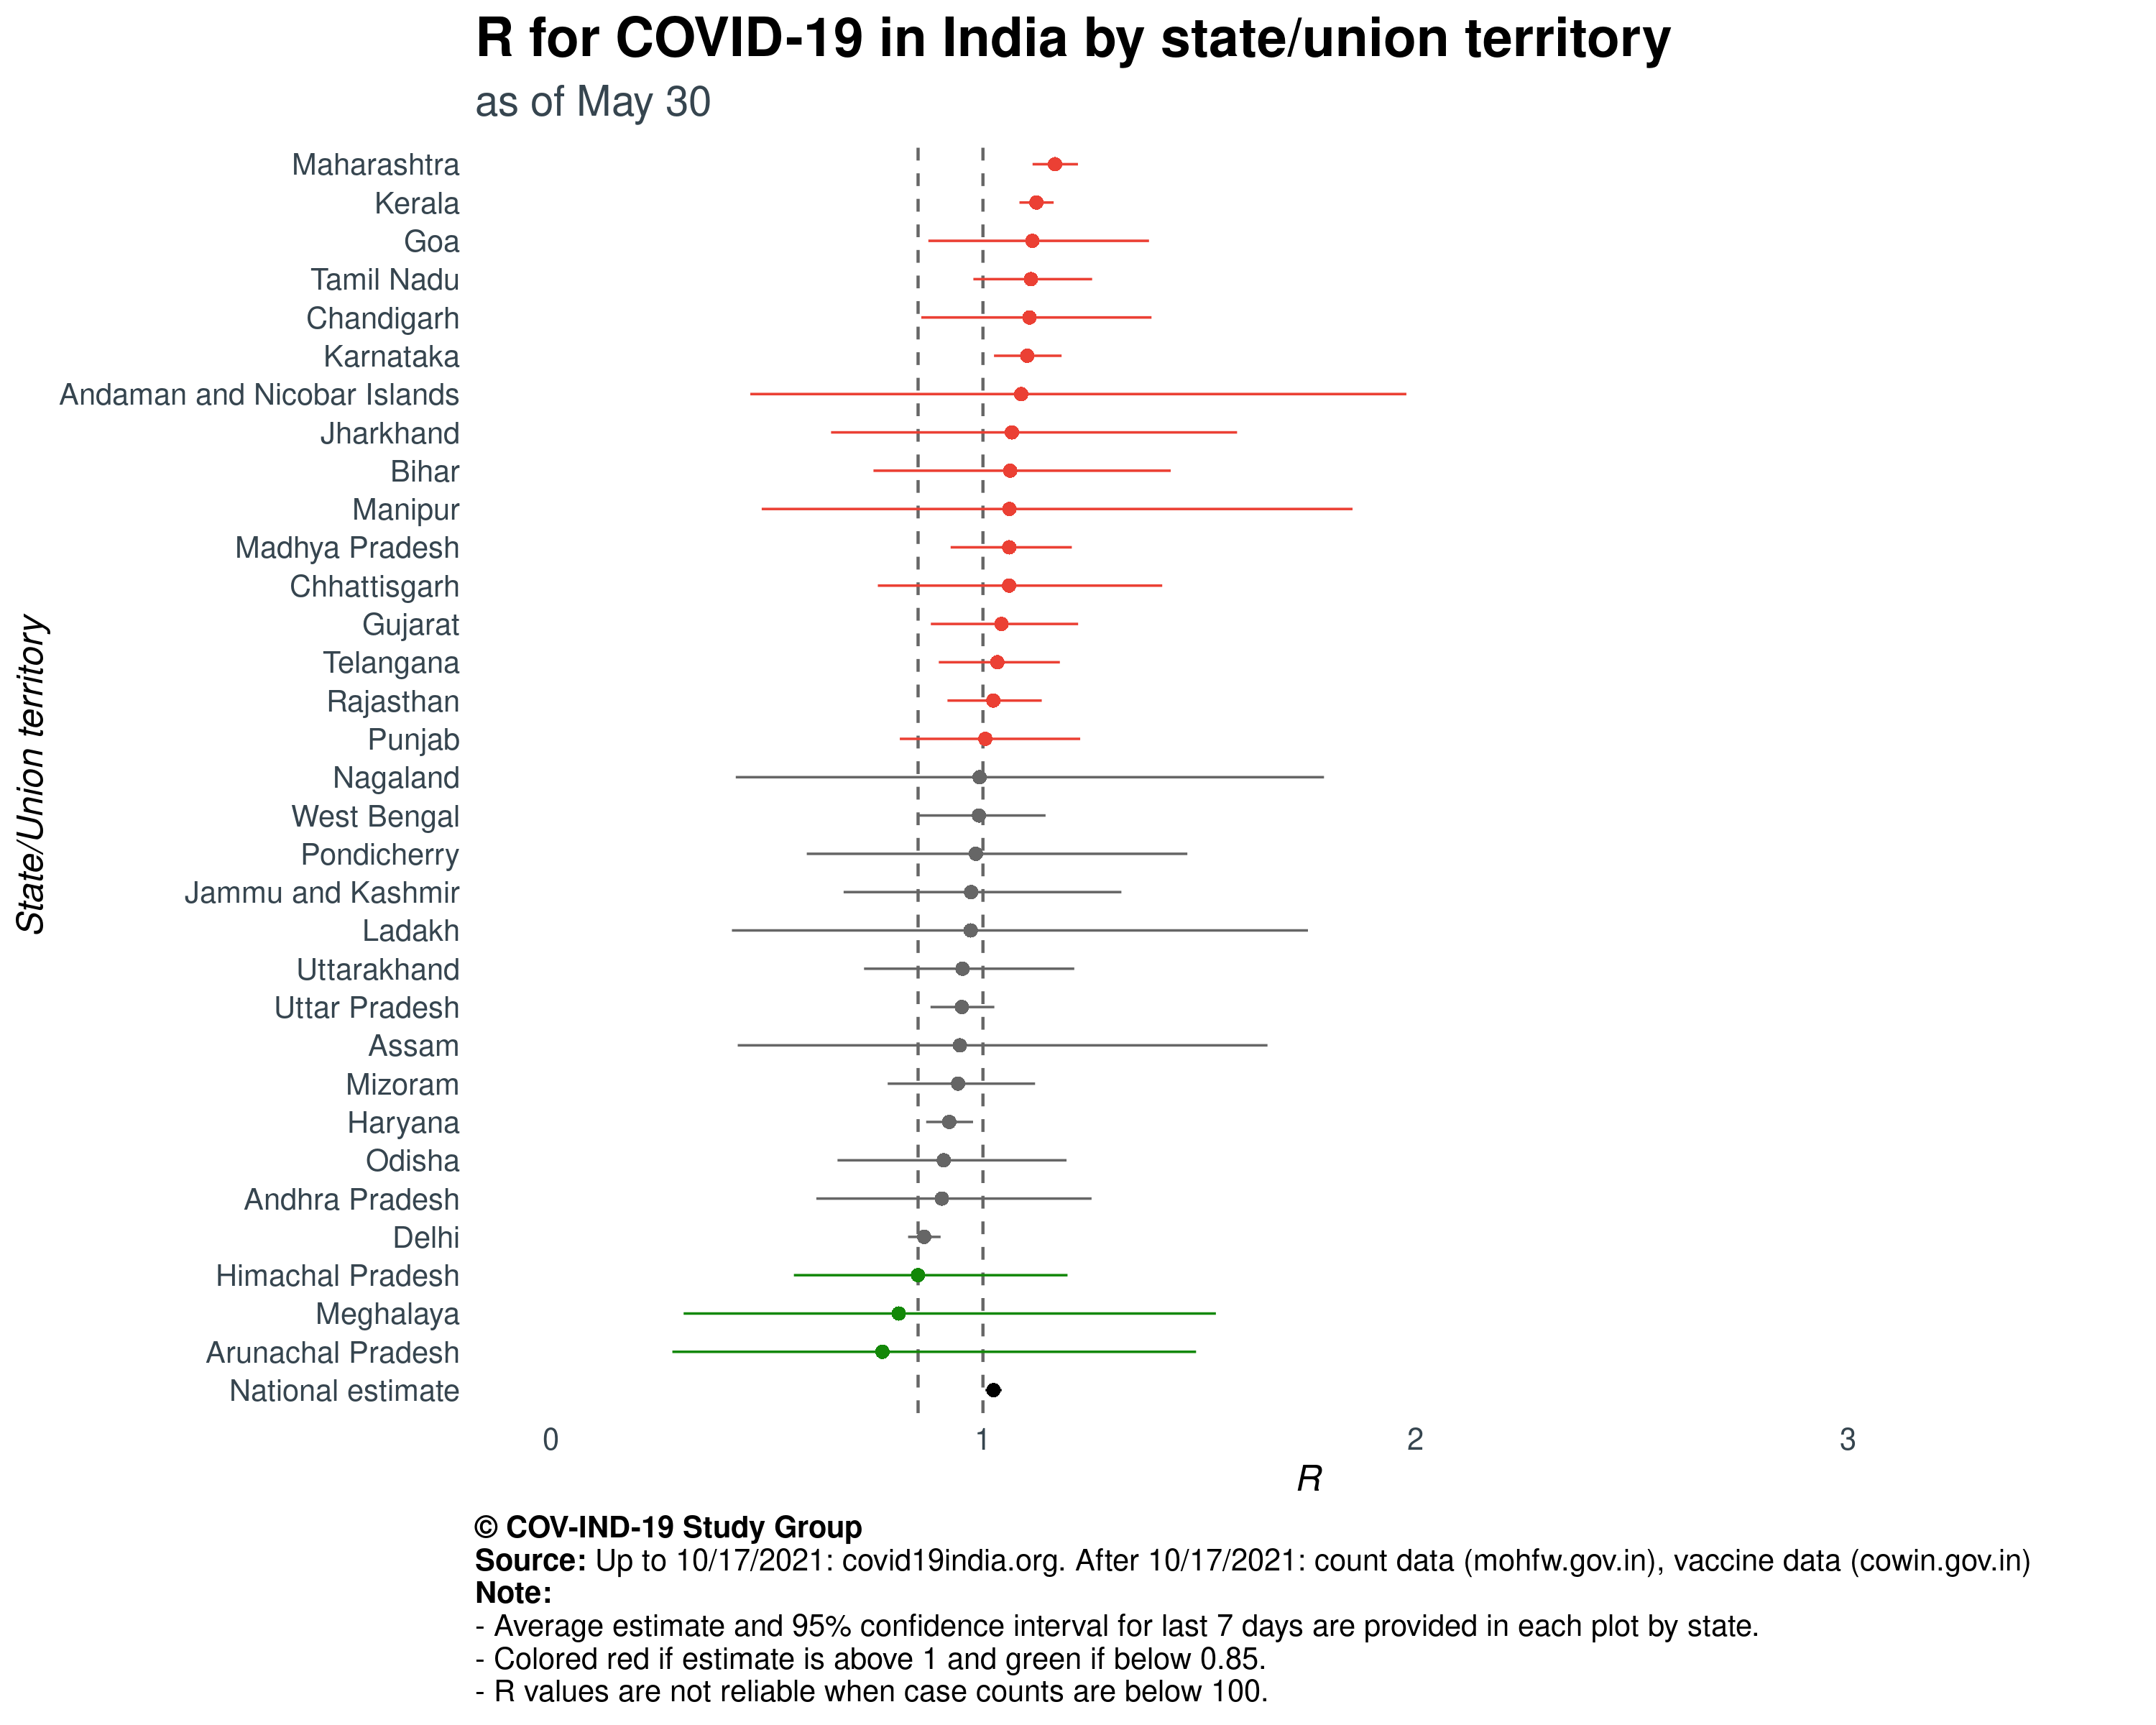 R for COVID-19 in India by state/union territory
as of May 30
State/Union territory
Maharashtra
Kerala
Goa
Tamil Nadu
Chandigarh
Karnataka
Andaman and Nicobar Islands
Jharkhand
Bihar
Manipur
Madhya Pradesh
Chhattisgarh
Gujarat
Telangana
Rajasthan
Punjab
Nagaland
West Bengal
Pondicherry
Jammu and Kashmir
Ladakh
Uttarakhand
Uttar Pradesh
Assam
Mizoram
Haryana
Odisha
Andhra Pradesh
Delhi
Himachal Pradesh
Meghalaya
Arunachal Pradesh
National estimate
0 1 2 3
R
© COV-IND-19 Study Group
Source: Up to 10/17/2021: covid19india.org. After 10/17/2021: count data (mohfw.gov.in), vaccine data (cowin.gov.in)
Note:
- Average estimate and 95% confidence interval for last 7 days are provided in each plot by state.
- Colored red if estimate is above 1 and green if below 0.85.
- R values are not reliable when case counts are below 100.